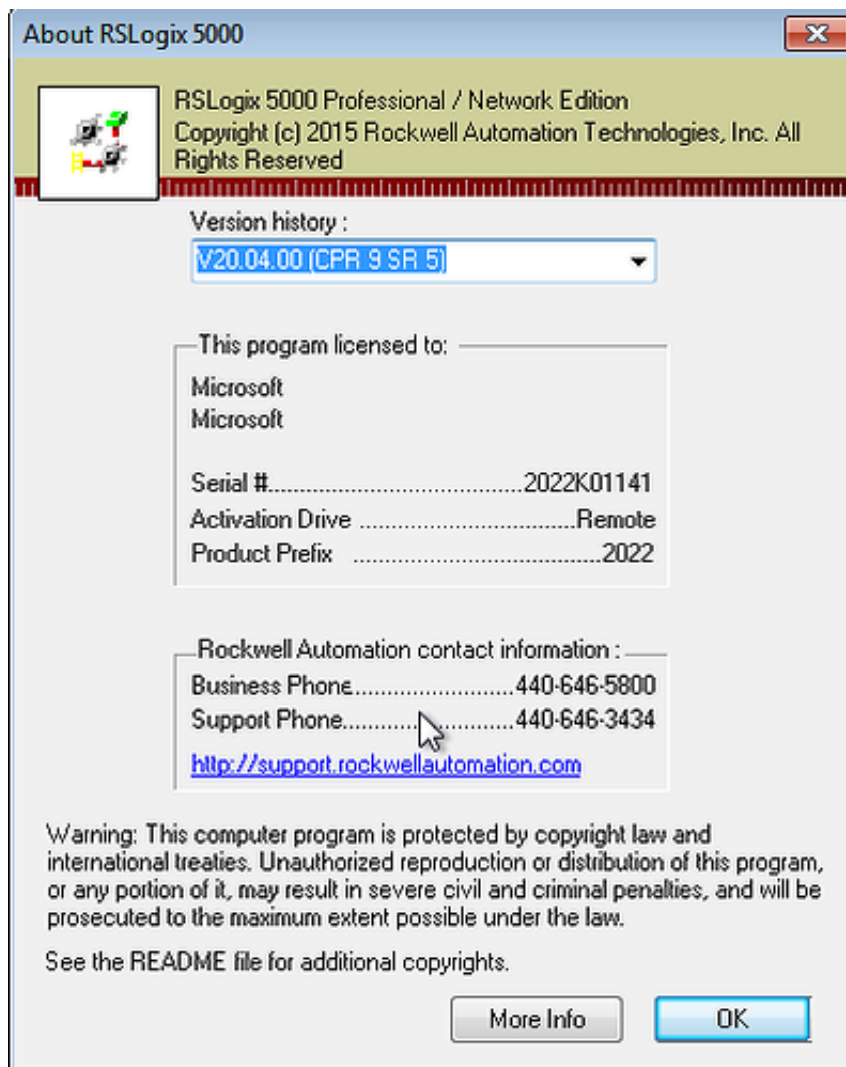 About RSLogix 5000
RSLogix 5000 Professional / Network Edition
Copyright (c) 2015 Rockwell Automation Technologies, Inc. All
Rights Reserved
Version history :
V20.04.00 (CPR 9 SR 5)
This program licensed to:
Microsoft
Microsoft
Serial #......................................2022K01141
Activation Drive ................................Remote
Product Prefix .....................................2022
Rockwell Automation contact information :
Business Phone........................440-646-5800
Support Phone.........................440-646-3434
http://support.rockwellautomation.com
Warning: This computer program is protected by copyright law and
international treaties. Unauthorized reproduction or distribution of this program,
or any portion of it, may result in severe civil and criminal penalties, and will be
prosecuted to the maximum extent possible under the law.
See the README file for additional copyrights.
More Info
OK